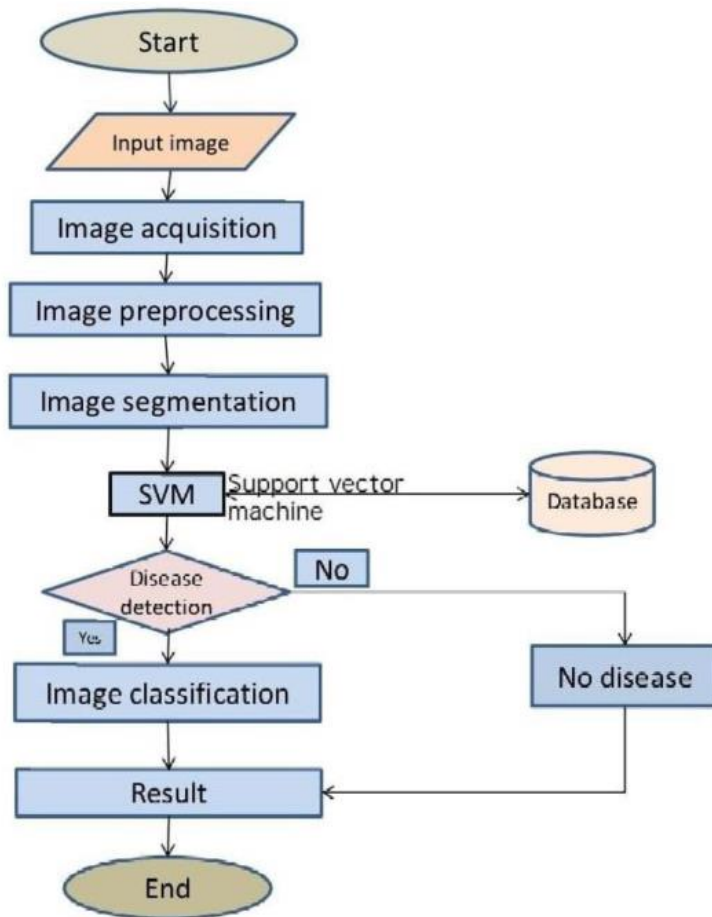 Start
Input image
Image acquisition
Image preprocessing
Image segmentation
SVM
Support vector
machine
Database
Disease
detection
No
Yes
Image classification
No disease
Result
End